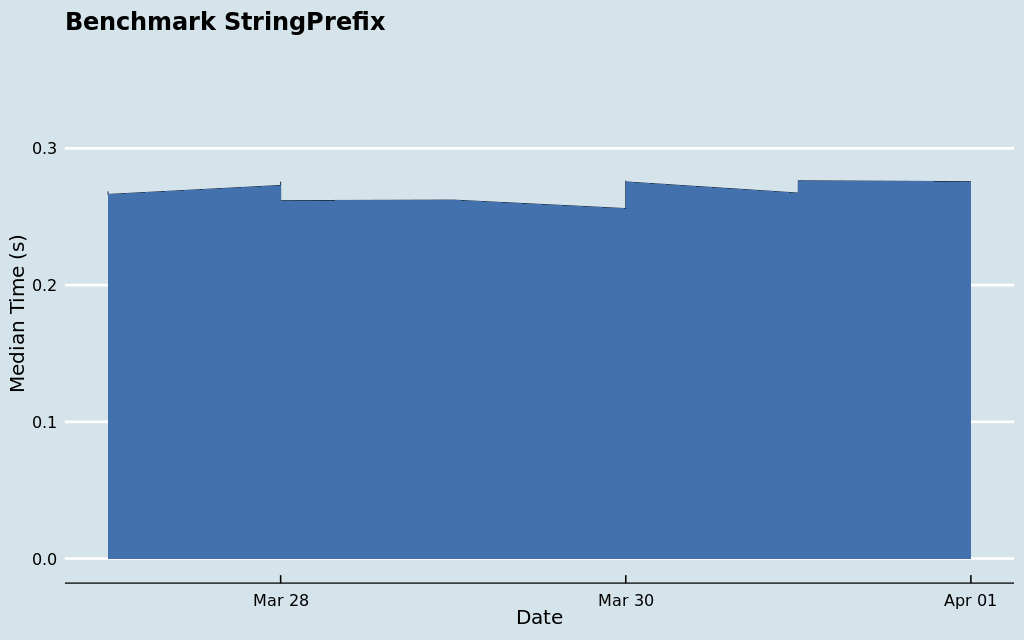 Benchmark StringPrefix
Median Time (s)
0.3
0.2
0.1
0.0
Mar 28
Mar 30
Apr 01
Date